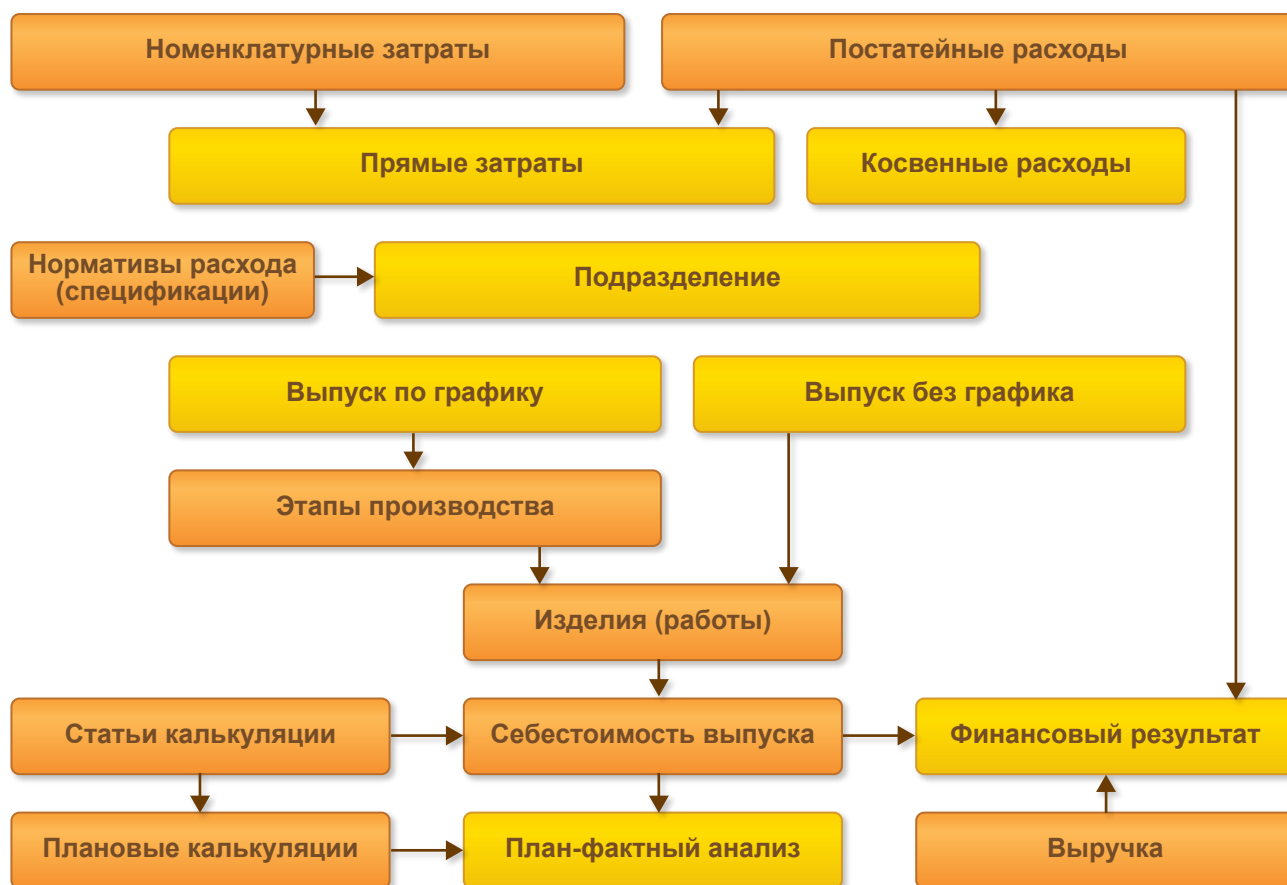 Номенклатурные затраты
Постатейные расходы
Прямые затраты
Косвенные расходы
Нормативы расхода
(спецификации)
Подразделение
Выпуск по графику
Выпуск без графика
Этапы производства
Изделия (работы)
Статьи калькуляции
Себестоимость выпуска
Финансовый результат
Плановые калькуляции
План-фактный анализ
Выручка